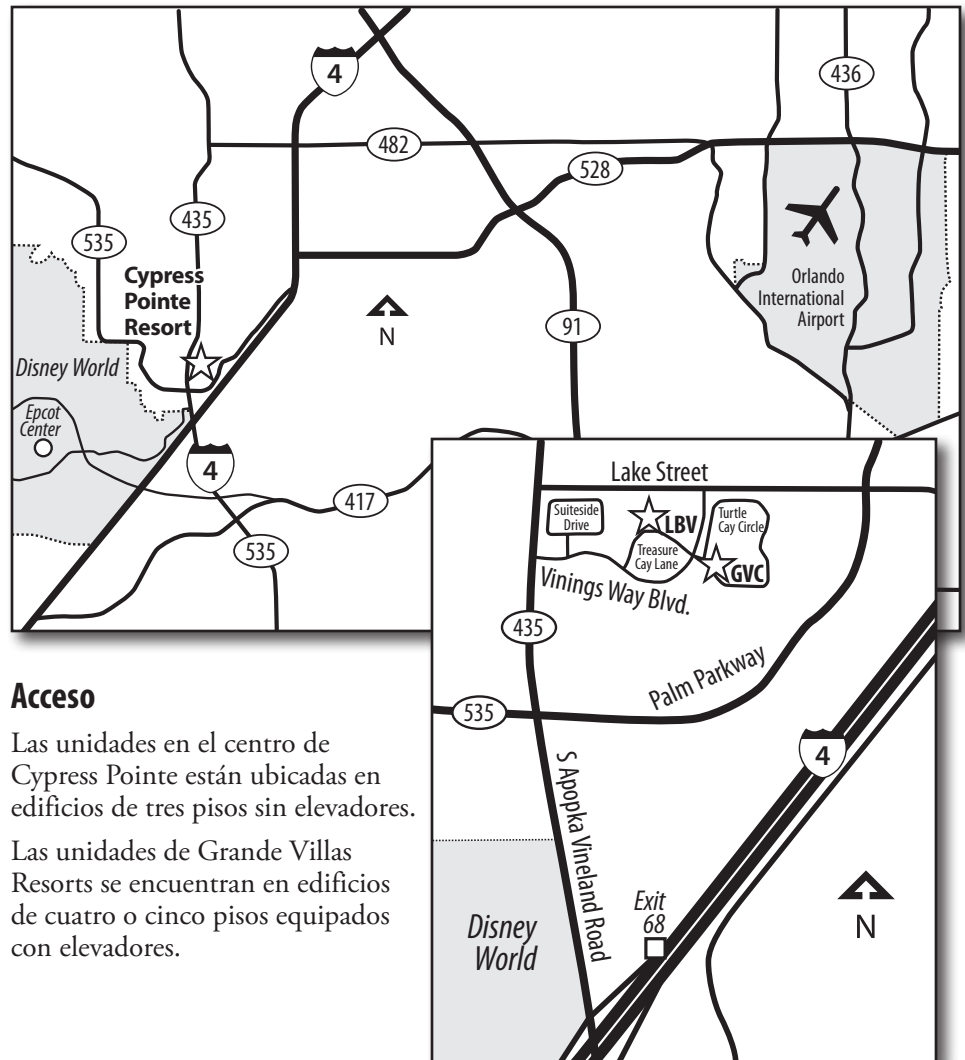 4
436
482
528
435
535
Cypress
Pointe
Resort
Orlando
International
Airport
N
91
Disney World
Epcot
Center
4
417
535
Lake Street
Suiteside
Drive
LBV
Turtle
Cay Circle
Treasure
Cay Lane
GVC
Vinings Way Blvd.
435
Palm Parkway
535
4
S Apopka Vineland Road
Exit
68
N
Disney
World
Acceso
Las unidades en el centro de
Cypress Pointe están ubicadas en
edificios de tres pisos sin elevadores.
Las unidades de Grande Villas
Resorts se encuentran en edificios
de cuatro o cinco pisos equipados
con elevadores.